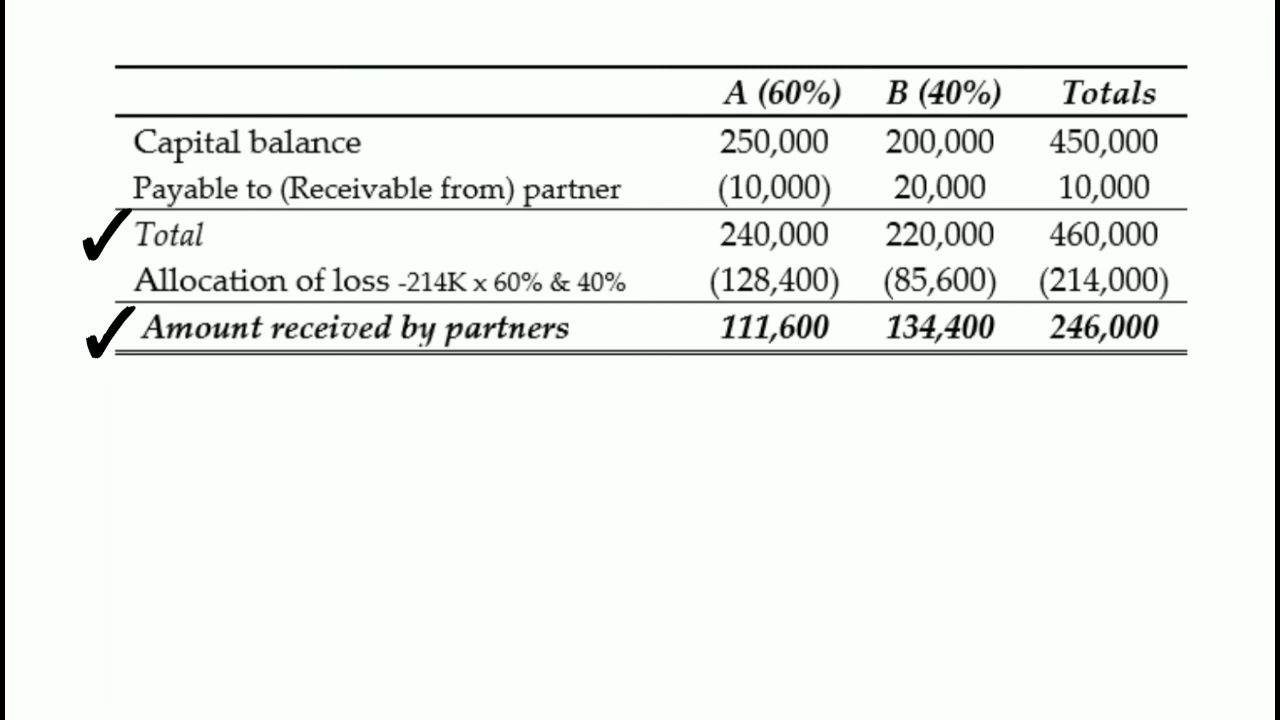 A (60%) B (40%) Totals
Capital balance 250,000 200,000 450,000
Payable to (Receivable from) partner (10,000) 20,000 10,000
Total 240,000 220,000 460,000
Allocation of loss -214K x 60% & 40% (128,400) (85,600) (214,000)
Amount received by partners 111,600 134,400 246,000